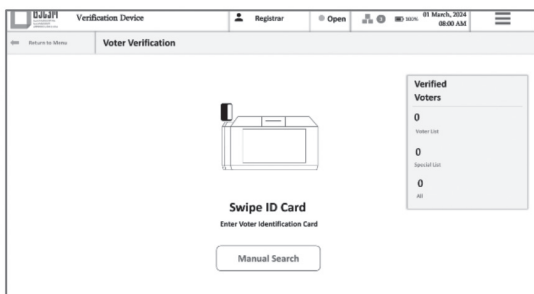 Verification Device
Registrar
Open
100%
01 March, 2024
08:00 AM
Return to Menu
Voter Verification
Verified
Voters
0
Voter List
0
Special List
0
All
Swipe ID Card
Enter Voter Identification Card
Manual Search